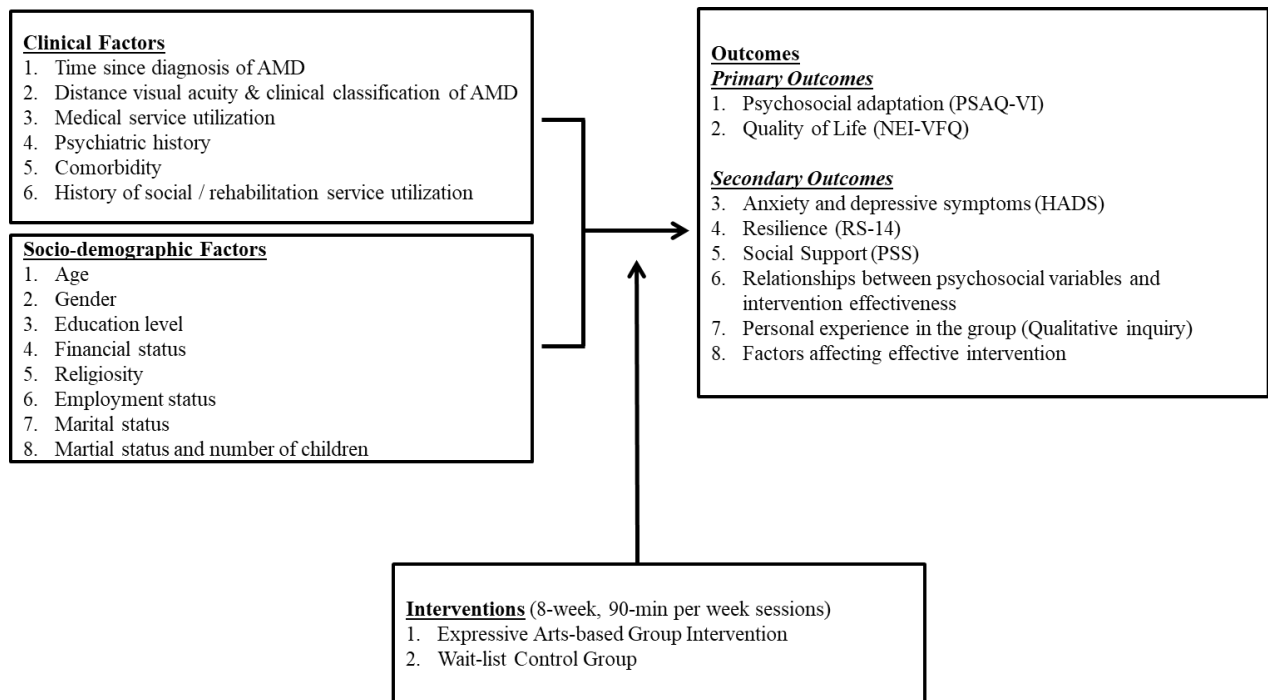 Clinical Factors
1. Time since diagnosis of AMD
2. Distance visual acuity & clinical classification of AMD
3. Medical service utilization
4. Psychiatric history
5. Comorbidity
6. History of social / rehabilitation service utilization
Socio-demographic Factors
1. Age
2. Gender
3. Education level
4. Financial status
5. Religiosity
6. Employment status
7. Marital status
8. Martial status and number of children
Outcomes
Primary Outcomes
1. Psychosocial adaptation (PSAQ-VI)
2. Quality of Life (NEI-VFQ)
Secondary Outcomes
3. Anxiety and depressive symptoms (HADS)
4. Resilience (RS-14)
5. Social Support (PSS)
6. Relationships between psychosocial variables and
intervention effectiveness
7. Personal experience in the group (Qualitative inquiry)
8. Factors affecting effective intervention
Interventions (8-week, 90-min per week sessions)
1. Expressive Arts-based Group Intervention
2. Wait-list Control Group